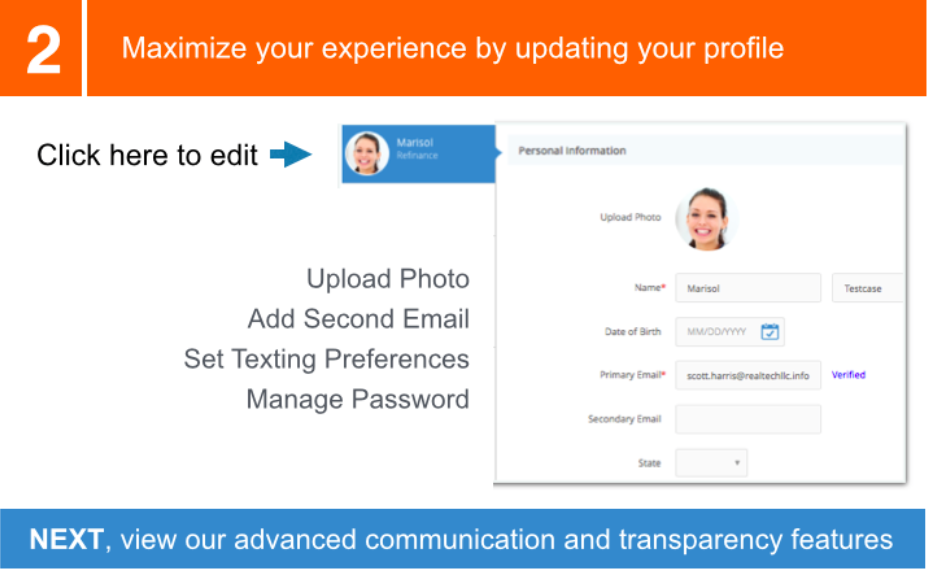 2
Maximize your experience by updating your profile
Click here to edit
Marisol
Refinance
Personal Information
Upload Photo
Name* Marisol Testcase
Date of Birth MM/DD/YYYY
Primary Email* scott.harris@realtechllc.info Verified
Secondary Email
State
Upload Photo
Add Second Email
Set Texting Preferences
Manage Password
NEXT, view our advanced communication and transparency features